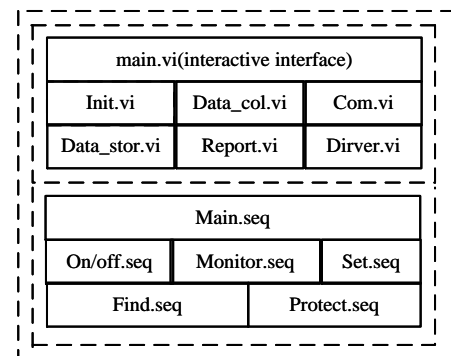 main.vi(interactive interface)
Init.vi Data_col.vi Com.vi
Data_stor.vi Report.vi Dirver.vi
Main.seq
On/off.seq Monitor.seq Set.seq
Find.seq Protect.seq